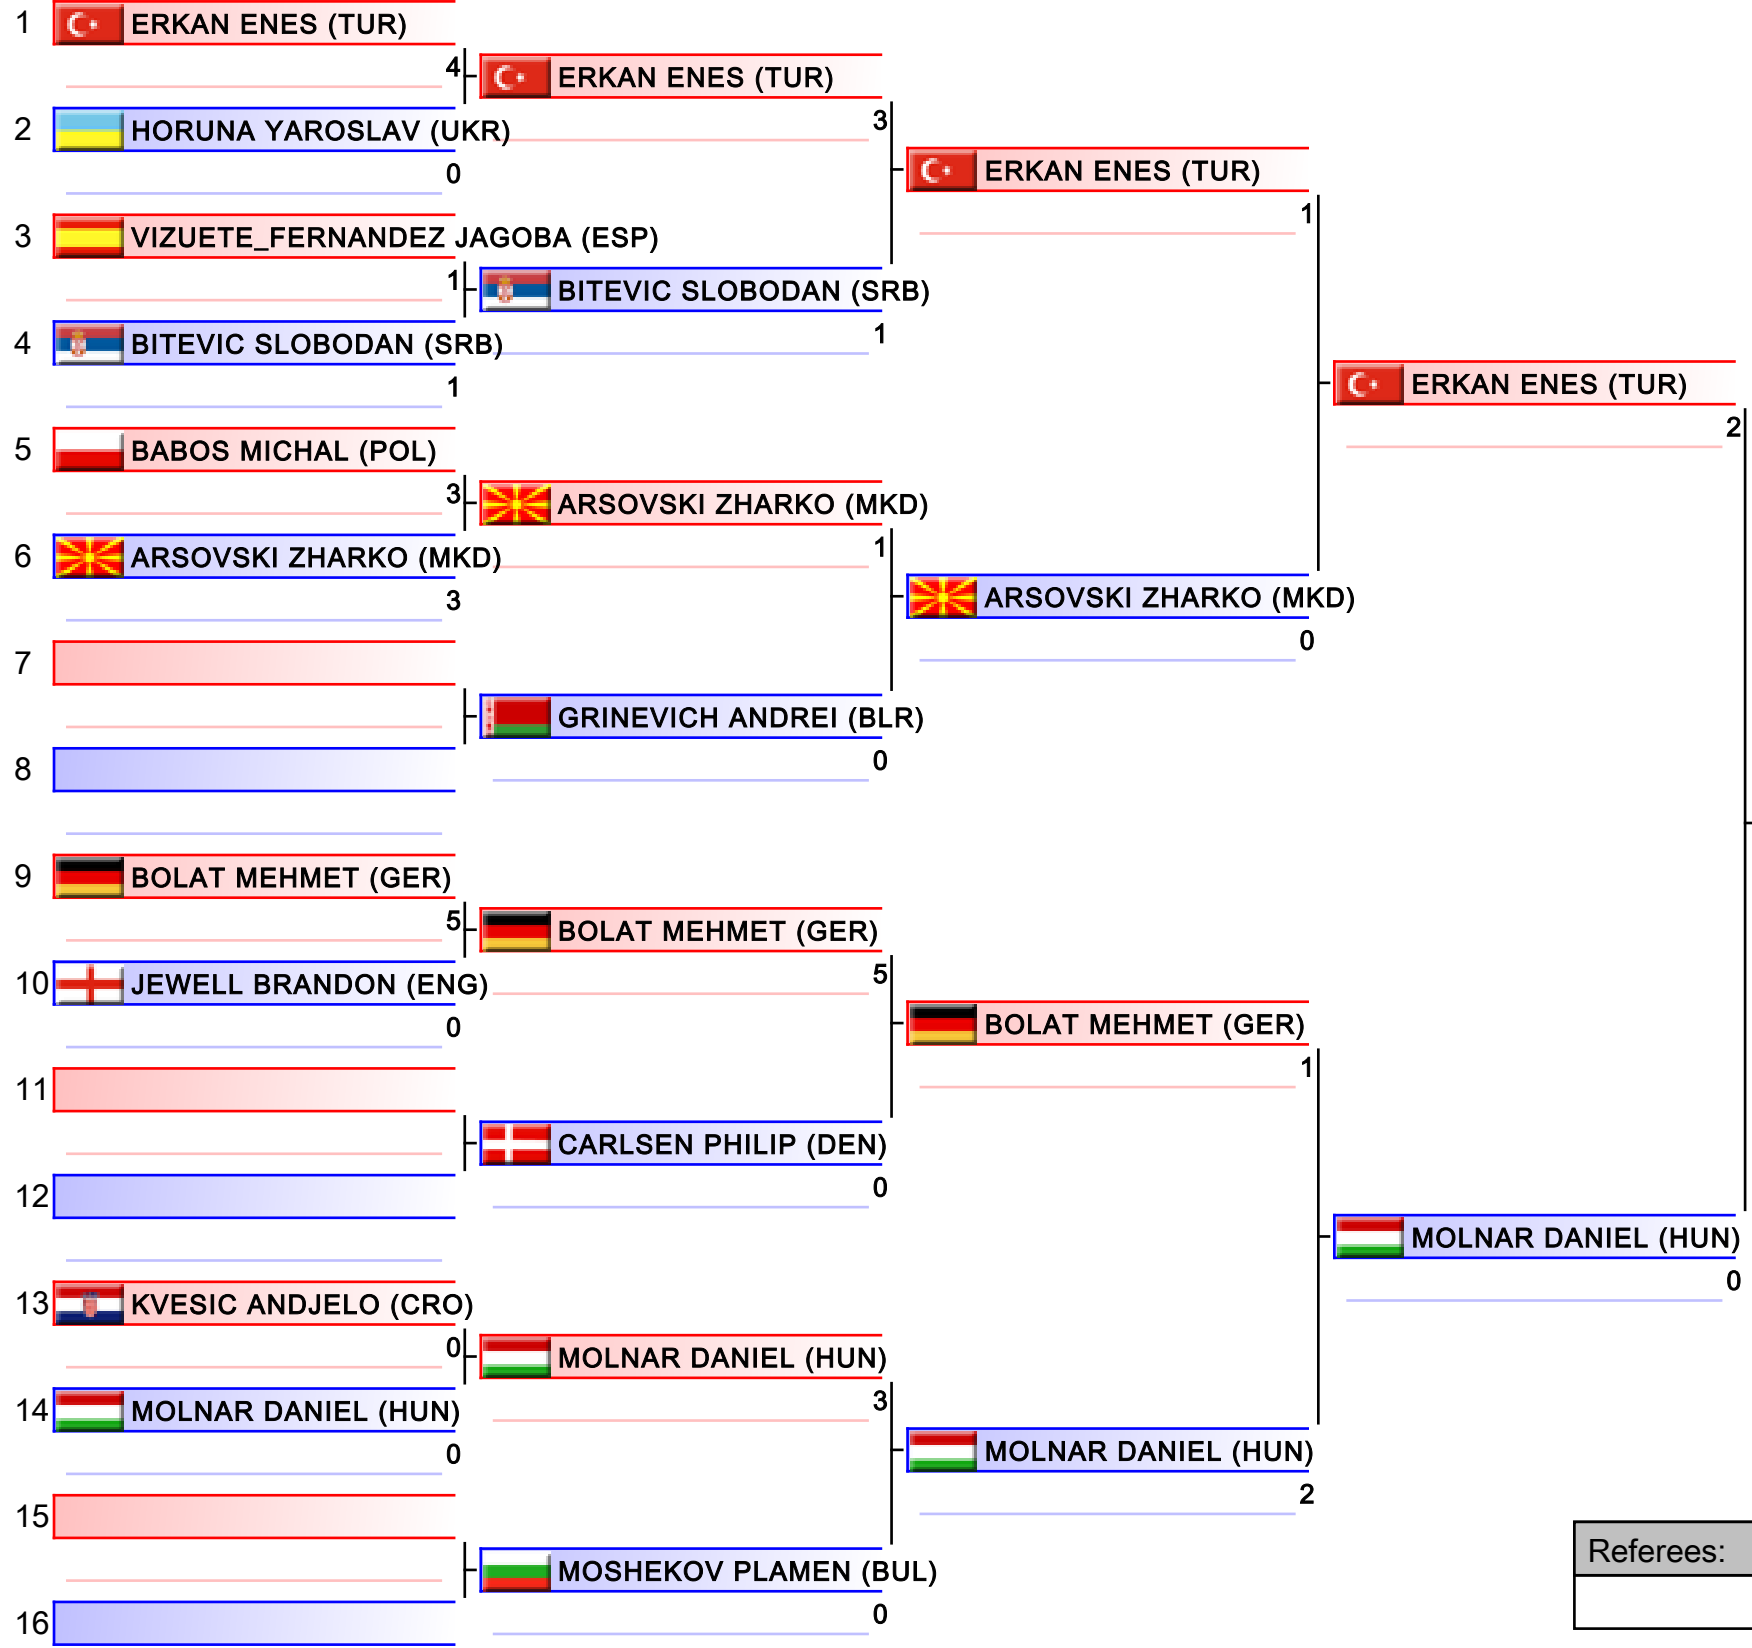 1 ERKAN ENES (TUR)
4 ERKAN ENES (TUR)
2 HORUNA YAROSLAV (UKR)
3
0
ERKAN ENES (TUR)
1
3 VIZUETE_FERNANDEZ JAGOBA (ESP)
1 BITEVIC SLOBODAN (SRB)
4 BITEVIC SLOBODAN (SRB)
1
1
ERKAN ENES (TUR)
2
5 BABOS MICHAL (POL)
3 ARSOVSKI ZHARKO (MKD)
6 ARSOVSKI ZHARKO (MKD)
1
3
ARSOVSKI ZHARKO (MKD)
0
7
GRINEVICH ANDREI (BLR)
0
8
9 BOLAT MEHMET (GER)
5 BOLAT MEHMET (GER)
10 JEWELL BRANDON (ENG)
5
0
BOLAT MEHMET (GER)
1
11
CARLSEN PHILIP (DEN)
0
12
MOLNAR DANIEL (HUN)
0
13 KVESIC ANDJELO (CRO)
0 MOLNAR DANIEL (HUN)
14 MOLNAR DANIEL (HUN)
3
0
MOLNAR DANIEL (HUN)
2
15
MOSHEKOV PLAMEN (BUL)
0
16
Referees: